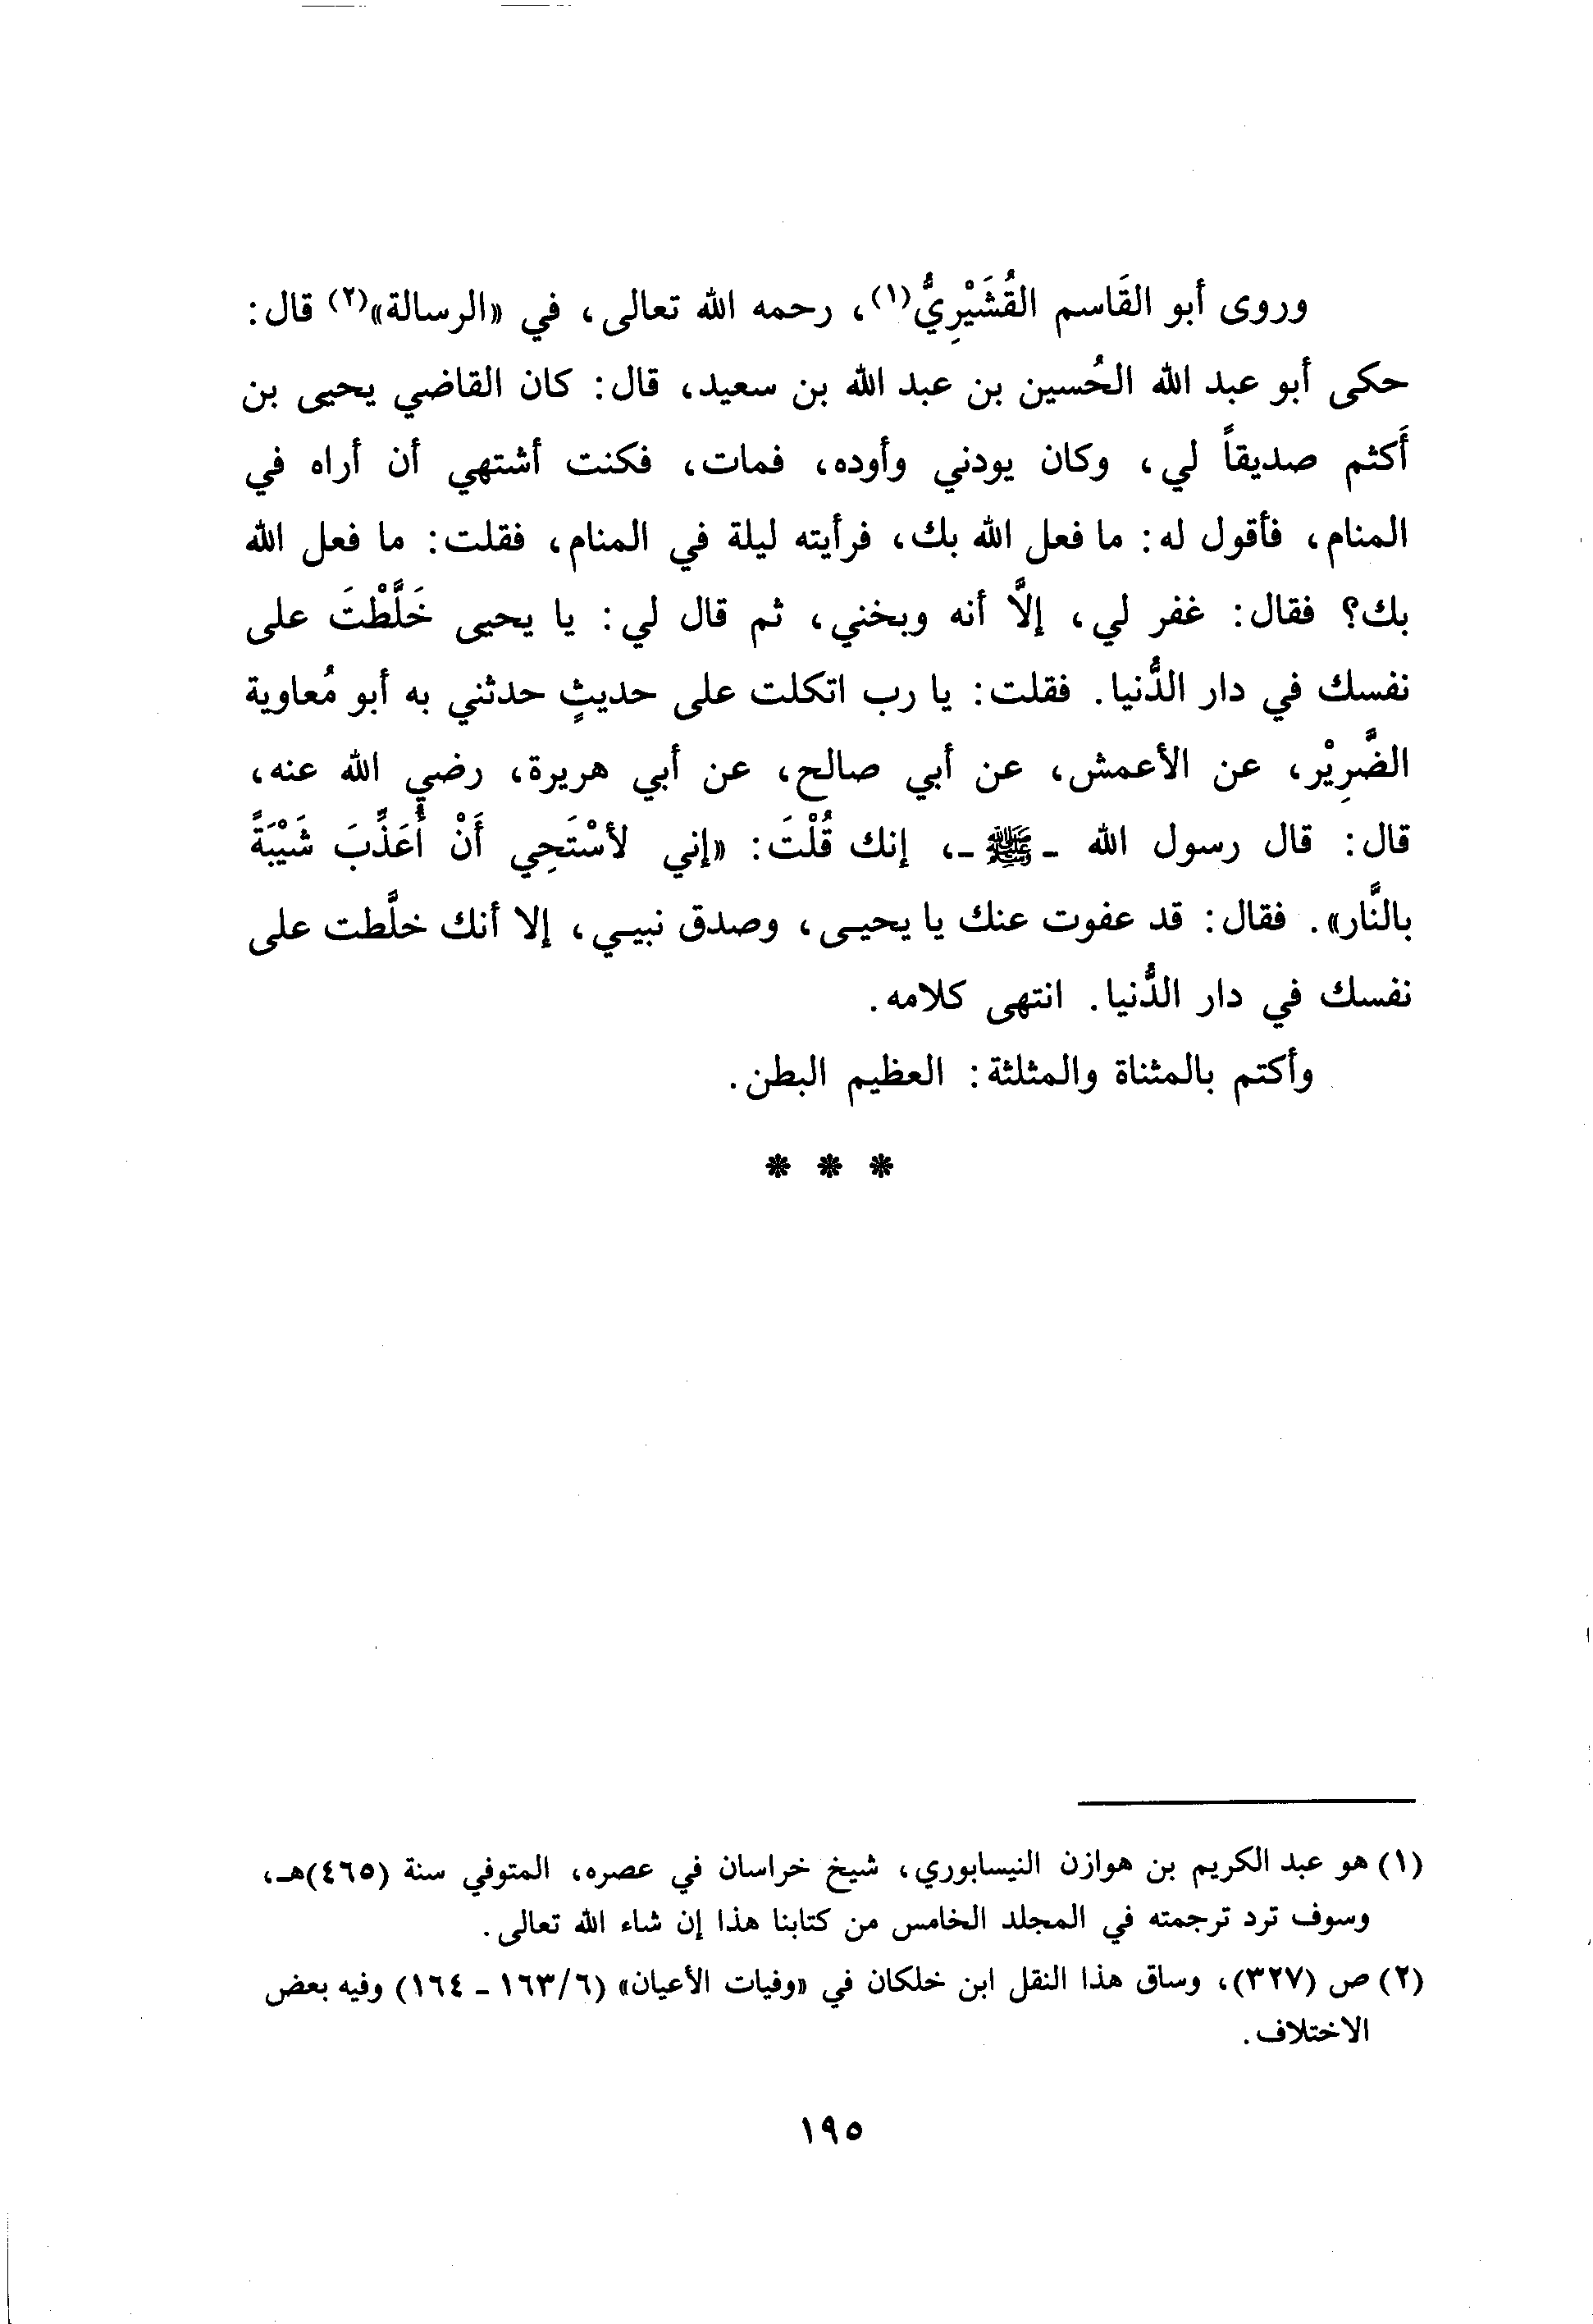 وروى أبو القَاسم القُشَيْرِيُّ(١)، رحمه الله تعالى، في «الرسالة»(٢) قال:
حكى أبو عبد الله الحُسين بن عبد الله بن سعيد، قال: كان القاضي يحيى بن
أَكثم صديقاً لي، وكان يودني وأوده، فمات، فكنت أشتهي أن أراه في
المنام، فأقول له: ما فعل الله بك، فرأيته ليلة في المنام، فقلت: ما فعل الله
بك؟ فقال: غفر لي، إلاَّ أنه وبخني، ثم قال لي: يا يحيى خَلَّطْتَ على
نفسك في دار الدُّنيا. فقلت: يا رب اتكلت على حديثٍ حدثني به أبو مُعاوية
الضَّرِيْر، عن الأعمش، عن أبي صالح، عن أبي هريرة، رضي الله عنه،
قال: قال رسول الله - ﷺ -، إنك قُلْتَ: «إني لأسْتَحِي أَنْ أُعَذِّبَ شَيْبَةً
بالنَّار». فقال: قد عفوت عنك يا يحيى، وصدق نبيي، إلا أنك خلَّطت على
نفسك في دار الدُّنيا. انتهى كلامه.
وأكتم بالمثناة والمثلثة: العظيم البطن.
* * *
(١) هو عبد الكريم بن هوازن النيسابوري، شيخ خراسان في عصره، المتوفي سنة (٤٦٥)هـ،
وسوف ترد ترجمته في المجلد الخامس من كتابنا هذا إن شاء الله تعالى.
(٢) ص (٣٢٧)، وساق هذا النقل ابن خلكان في «وفيات الأعيان» (٦/١٦٣ - ١٦٤) وفيه بعض
الاختلاف.
١٩٥